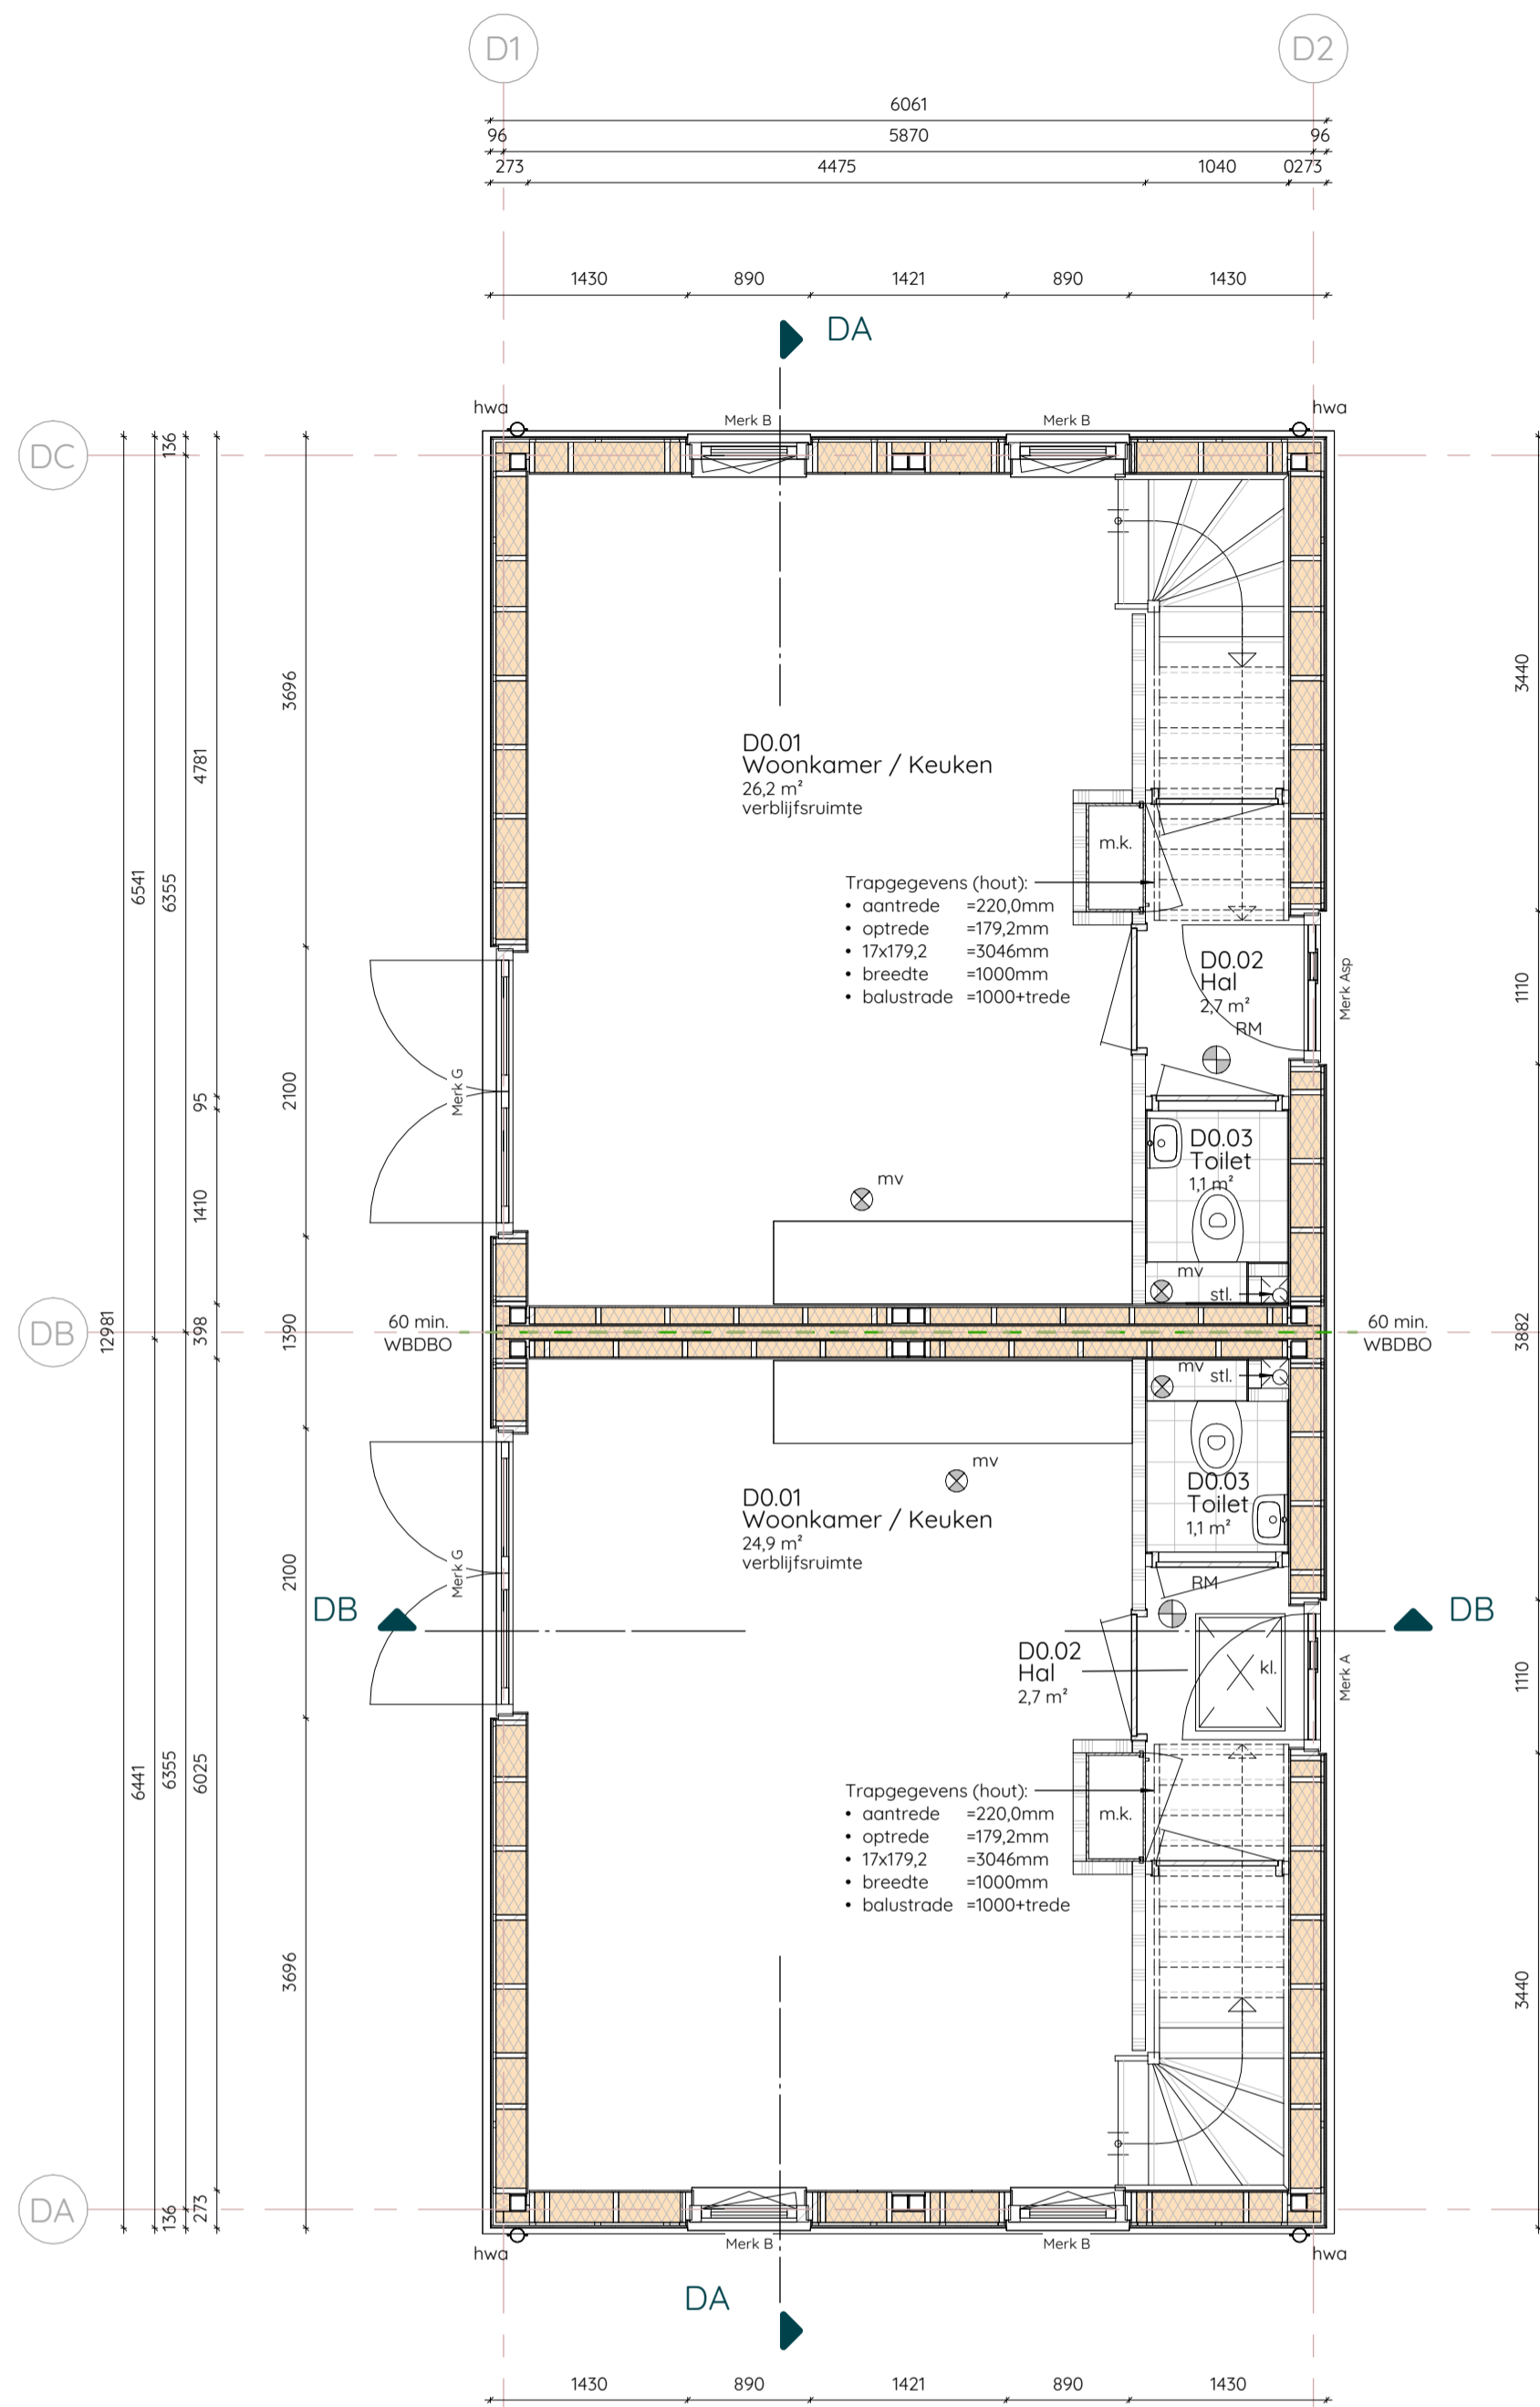 D1
D2
6061
96
5870
96
273
4475
1040
0273
1430
890
1421
890
1430
DA
hwa
Merk B
Merk B
hwa
DC
136
3696
4781
6541
6355
3440
D0.01
Woonkamer / Keuken
26,2 m²
verblijfsruimte
m.k.
Trapgegevens (hout):
• aantrede =220,0mm
• optrede =179,2mm
• 17x179,2 =3046mm
• breedte =1000mm
• balustrade =1000+trede
D0.02
Hal
2,7 m²
RM
Merk Asp
1110
Merk G
2100
95
1410
D0.03
Toilet
1,1 m²
mv
mv
stl.
DB
12981
398
1390
60 min.
WBDBO
60 min.
WBDBO
3882
mv
stl.
mv
D0.03
Toilet
1,1 m²
D0.01
Woonkamer / Keuken
24,9 m²
verblijfsruimte
Merk G
2100
RM
DB
DB
D0.02
Hal
2,7 m²
kl.
Merk A
1110
6441
6355
6025
Trapgegevens (hout):
• aantrede =220,0mm
• optrede =179,2mm
• 17x179,2 =3046mm
• breedte =1000mm
• balustrade =1000+trede
m.k.
3696
3440
DA
136
273
hwa
Merk B
Merk B
hwa
DA
1430
890
1421
890
1430